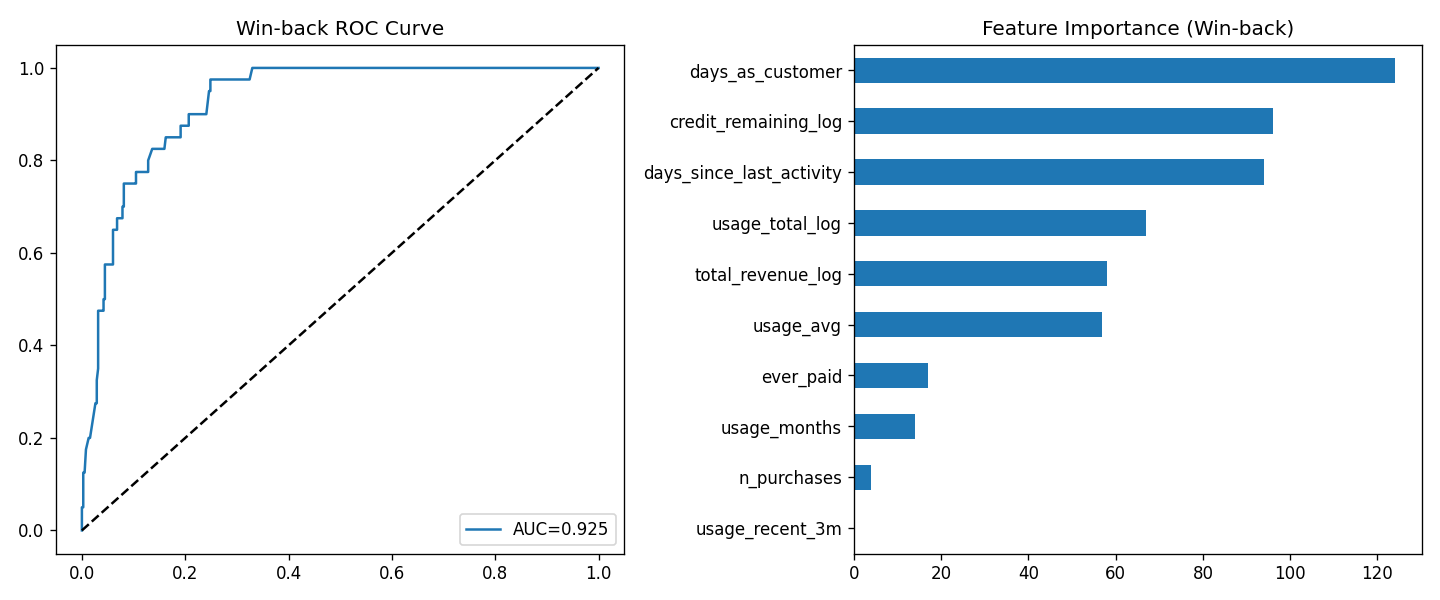 Win-back ROC Curve
1.0
0.8
0.6
0.4
0.2
0.0
0.0 0.2 0.4 0.6 0.8 1.0
AUC=0.925
Feature Importance (Win-back)
days_as_customer
credit_remaining_log
days_since_last_activity
usage_total_log
total_revenue_log
usage_avg
ever_paid
usage_months
n_purchases
usage_recent_3m
0 20 40 60 80 100 120